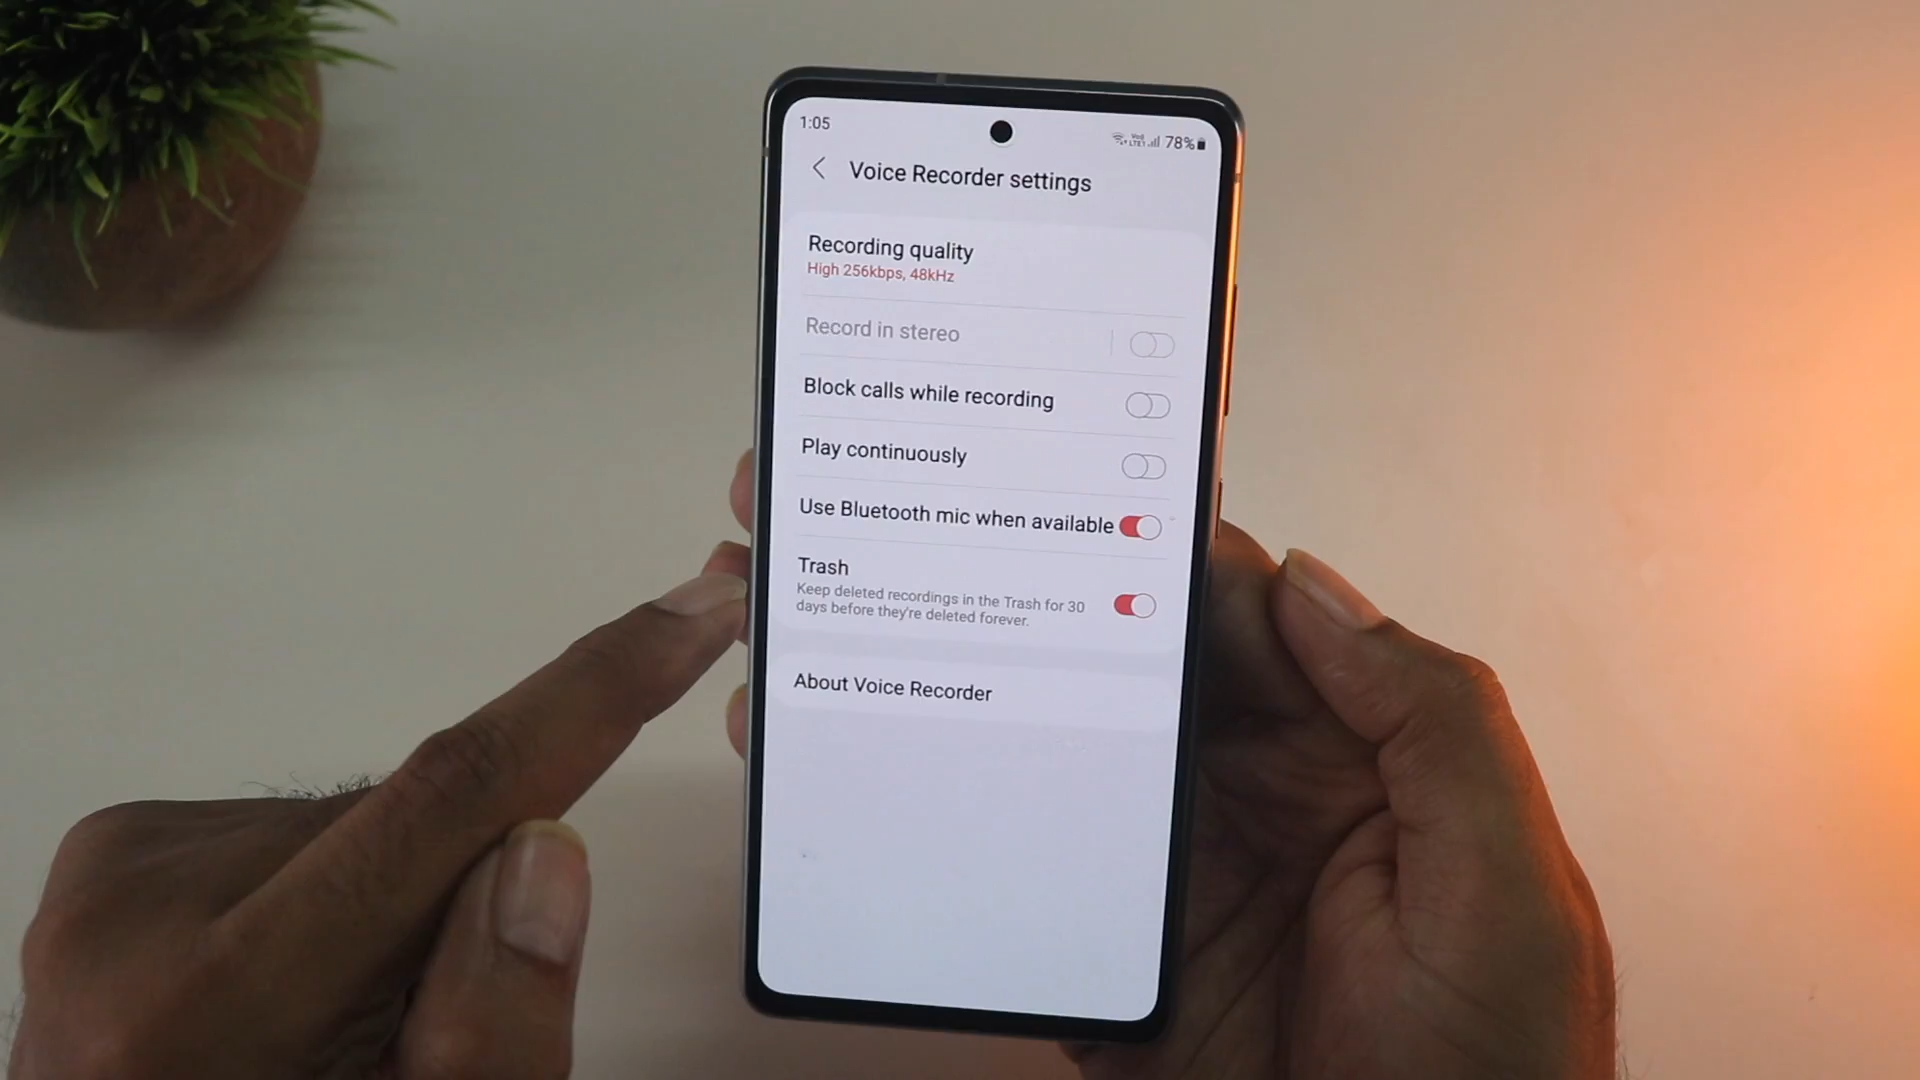 1:05
78%
Voice Recorder settings
Recording quality
High 256kbps, 48kHz
Record in stereo
Block calls while recording
Play continuously
Use Bluetooth mic when available
Trash
Keep deleted recordings in the Trash for 30
days before they're deleted forever.
About Voice Recorder